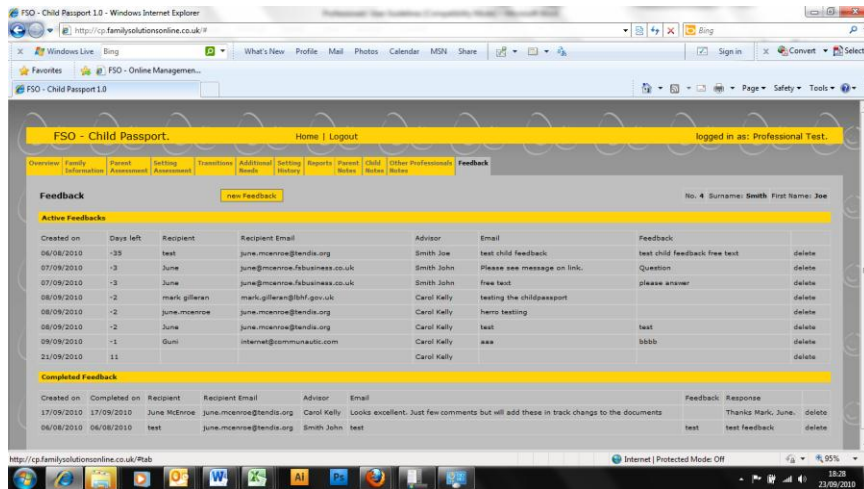 FSO - Child Passport 1.0 - Windows Internet Explorer
http://cp.familysolutionsonline.co.uk/#
Bing
Windows Live Bing What's New Profile Mail Photos Calendar MSN Share Sign in Convert Select
Favorites FSO - Online Managemen...
FSO - Child Passport 1.0 Page Safety Tools
FSO - Child Passport. Home | Logout logged in as: Professional Test.
Overview Family Information Parent Assessment Setting Assessment Transitions Additional Needs Setting History Reports Parent Notes Child Notes Other Professionals Notes Feedback
Feedback new Feedback No. 4 Surname: Smith First Name: Joe
Active Feedbacks
Created on Days left Recipient Recipient Email Advisor Email Feedback
06/08/2010 -35 test june.mcenroe@tendis.org Smith Joe test child feedback test child feedback free text delete
07/09/2010 -3 June june@mcenroe.fsbusiness.co.uk Smith John Please see message on link. Question delete
07/09/2010 -3 June june@mcenroe.fsbusiness.co.uk Smith John free text please answer delete
08/09/2010 -2 mark gilleran mark.gilleran@lbhf.gov.uk Carol Kelly testing the childpassport delete
08/09/2010 -2 june.mcenroe june.mcenroe@tendis.org Carol Kelly herro testiing delete
08/09/2010 -2 June june.mcenroe@tendis.org Carol Kelly test test delete
09/09/2010 -1 Guni internet@communautic.com Carol Kelly aaa bbbb delete
21/09/2010 11 Carol Kelly delete
Completed Feedback
Created on Completed on Recipient Recipient Email Advisor Email Feedback Response
17/09/2010 17/09/2010 June McEnroe june.mcenroe@tendis.org Carol Kelly Looks excellent. Just few comments but will add these in track changs to the documents Thanks Mark, June. delete
06/08/2010 06/08/2010 test june.mcenroe@tendis.org Smith John test test test feedback delete
http://cp.familysolutionsonline.co.uk/#tab Internet | Protected Mode: Off 95%
Ai Ps 18:28
23/09/2010